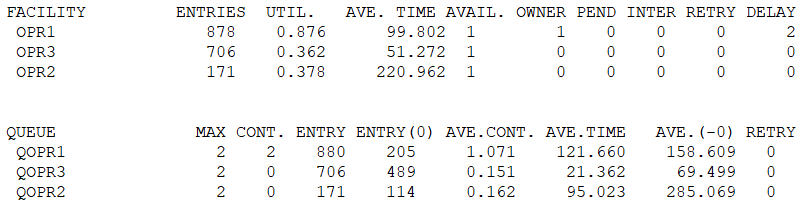 FACILITY ENTRIES UTIL. AVE. TIME AVAIL. OWNER PEND INTER RETRY DELAY
OPR1 878 0.876 99.802 1 1 0 0 0 2
OPR3 706 0.362 51.272 1 0 0 0 0 0
OPR2 171 0.378 220.962 1 0 0 0 0 0
QUEUE MAX CONT. ENTRY ENTRY(0) AVE.CONT. AVE.TIME AVE.(-0) RETRY
QOPR1 2 2 880 205 1.071 121.660 158.609 0
QOPR3 2 0 706 489 0.151 21.362 69.499 0
QOPR2 2 0 171 114 0.162 95.023 285.069 0